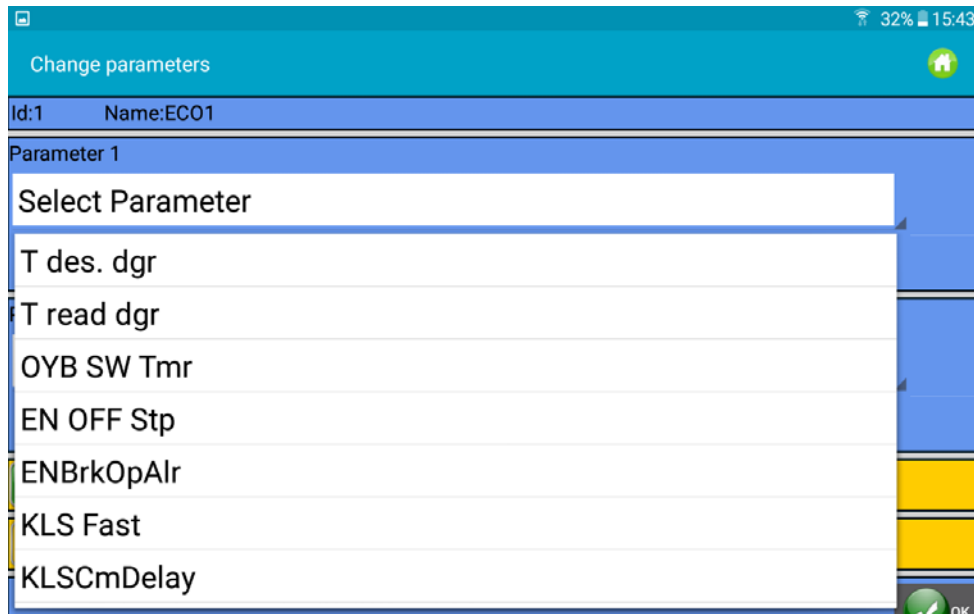 32% 15:43
Change parameters
Id:1 Name:ECO1
Parameter 1
Select Parameter
T des. dgr
T read dgr
OYB SW Tmr
EN OFF Stp
ENBrkOpAlr
KLS Fast
KLSCmDelay
OK